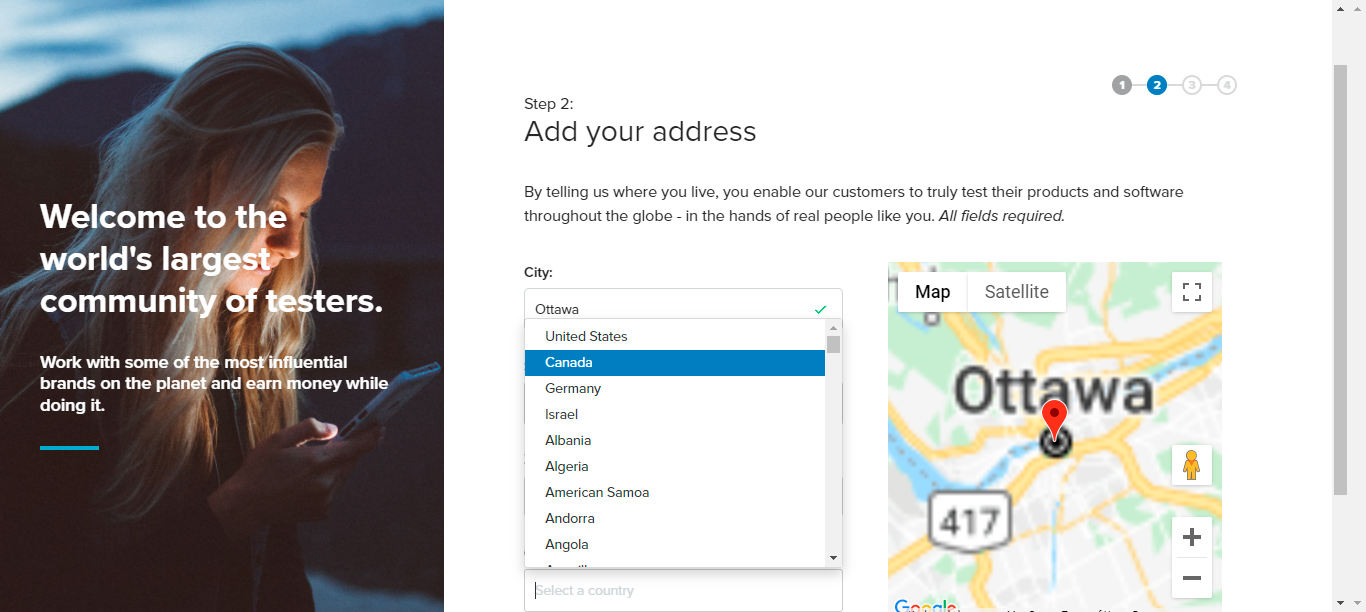 Welcome to the
world's largest
community of testers.
Work with some of the most influential
brands on the planet and earn money while
doing it.
1 2 3 4
Step 2:
Add your address
By telling us where you live, you enable our customers to truly test their products and software
throughout the globe - in the hands of real people like you. All fields required.
City:
Ottawa
United States
Canada
Germany
Israel
Albania
Algeria
American Samoa
Andorra
Angola
Select a country
Map Satellite
Ottawa
417
Google